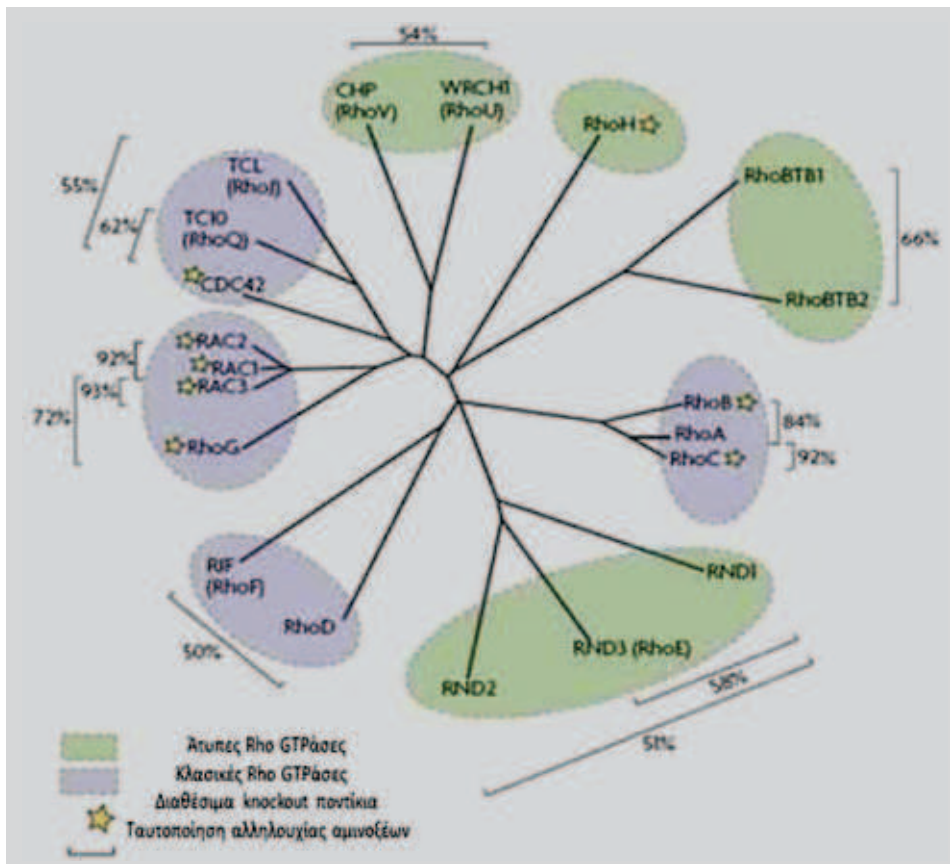 54%
CHP
(RhoV)
WRCH1
(RhoU)
RhoH
RhoBTB1
66%
RhoBTB2
55%
62%
TCL
(RhoJ)
TC10
(RhoQ)
CDC42
92%
93%
72%
RAC2
RAC1
RAC3
RhoG
RhoB
RhoA
RhoC
84%
92%
RIF
(RhoF)
RhoD
50%
RND1
RND3 (RhoE)
RND2
58%
51%
Άτυπες Rho GTPάσες
Κλασικές Rho GTPάσες
Διαθέσιμα knockout ποντίκια
Ταυτοποίηση αλληλουχίας αμινοξέων